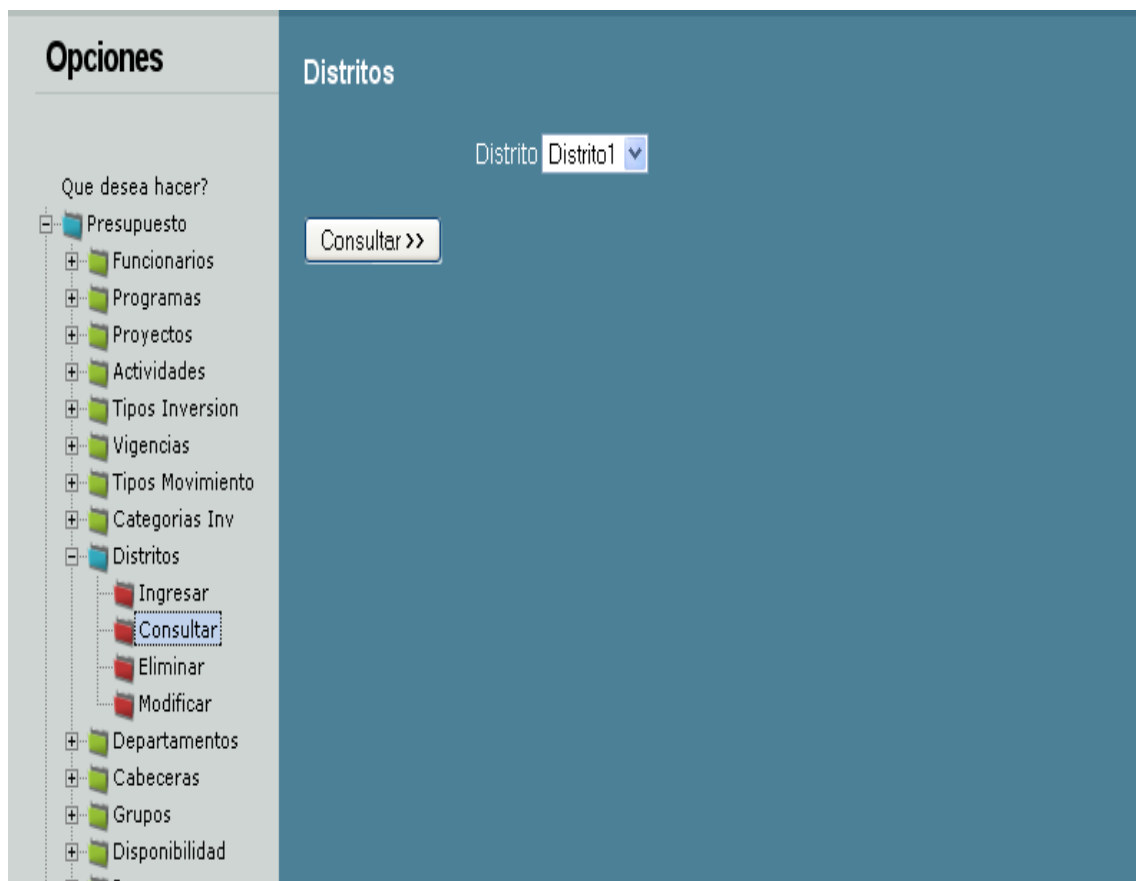 Opciones
Que desea hacer?
Presupuesto
Funcionarios
Programas
Proyectos
Actividades
Tipos Inversion
Vigencias
Tipos Movimiento
Categorias Inv
Distritos
Ingresar
Consultar
Eliminar
Modificar
Departamentos
Cabeceras
Grupos
Disponibilidad
Distritos
Distrito Distrito1
Consultar >>